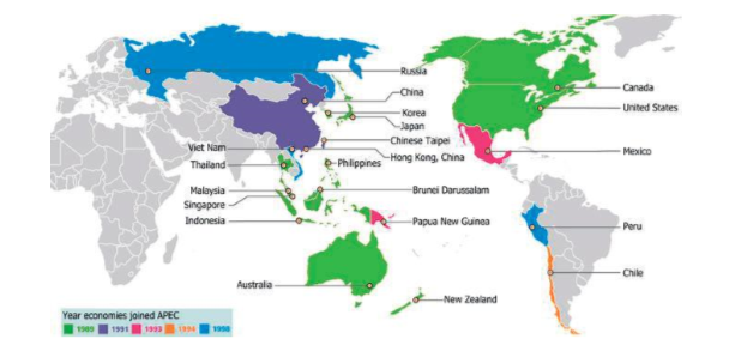 Russia
China
Korea
Japan
Chinese Taipei
Hong Kong, China
Viet Nam
Thailand
Philippines
Malaysia
Singapore
Indonesia
Brunei Darussalam
Papua New Guinea
Australia
New Zealand
Canada
United States
Mexico
Peru
Chile
Year economies joined APEC
1989 1991 1993 1994 1998